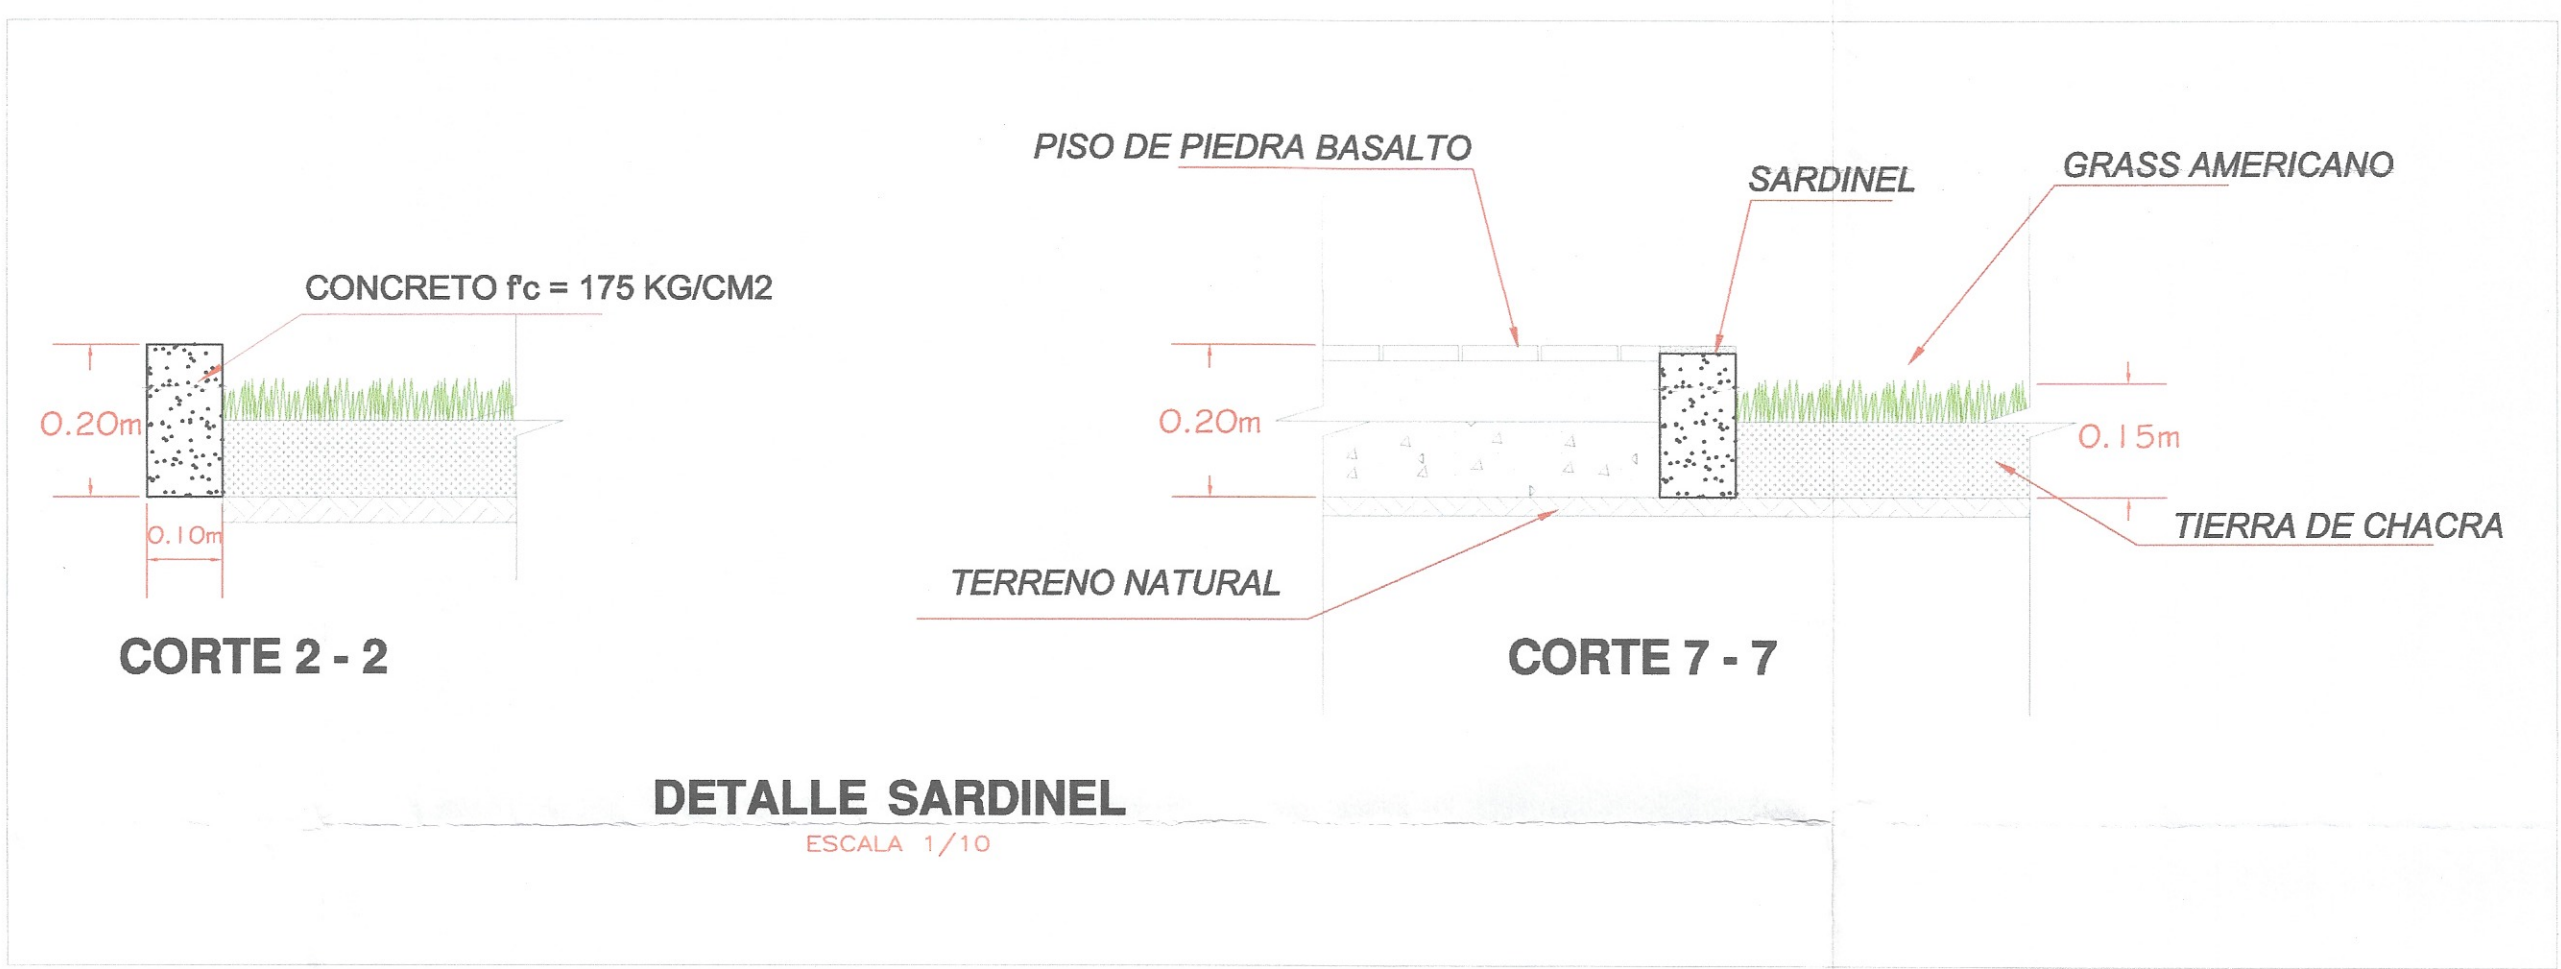 PISO DE PIEDRA BASALTO
SARDINEL
GRASS AMERICANO
CONCRETO f'c = 175 KG/CM2
0.20m
0.10m
0.20m
0.15m
TIERRA DE CHACRA
TERRENO NATURAL
CORTE 2 - 2
CORTE 7 - 7
DETALLE SARDINEL
ESCALA 1/10